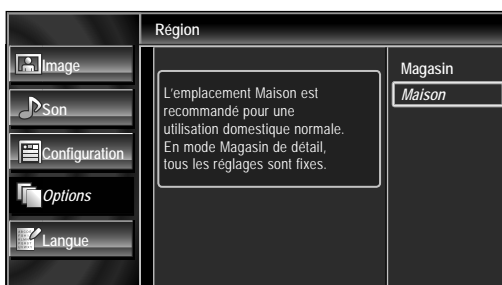 Région
Image
Son
Configuration
Options
Langue
L'emplacement Maison est
recommandé pour une
utilisation domestique normale.
En mode Magasin de détail,
tous les réglages sont fixes.
Magasin
Maison